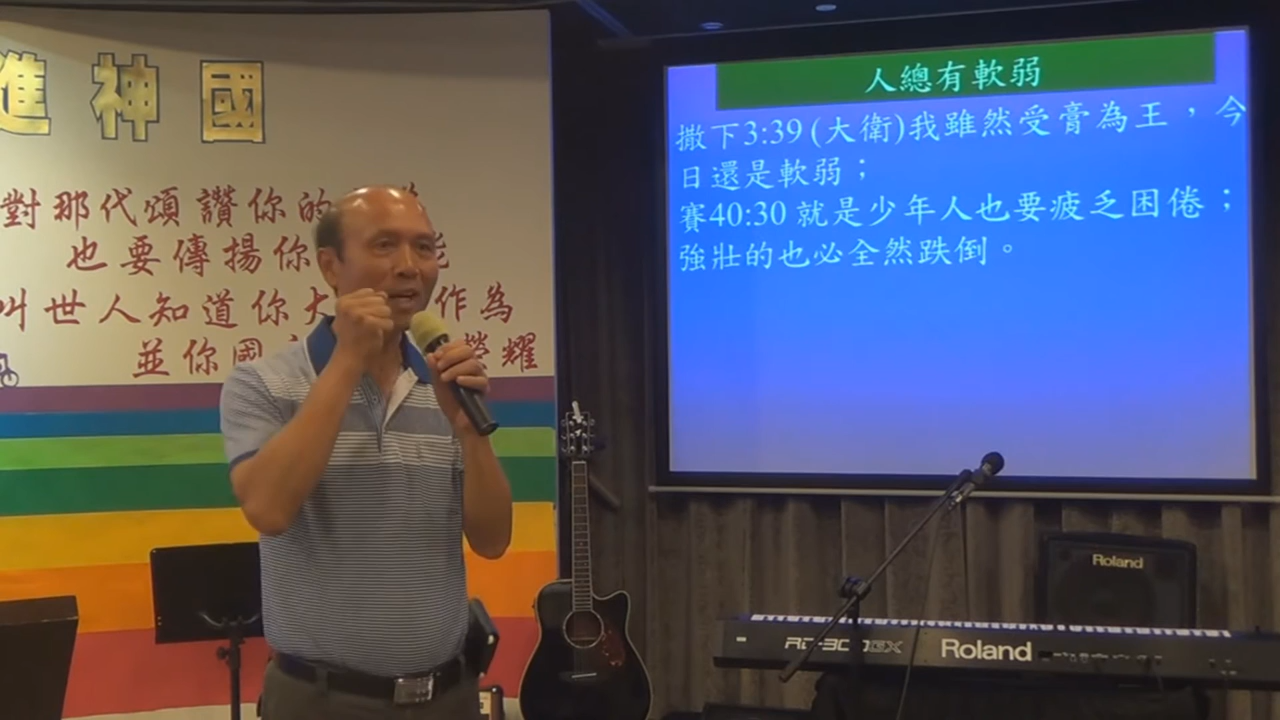 進神國
對那代頌讚你的
也要傳揚你 能
叫世人知道你大 作為
並你國 榮耀
人總有軟弱
撒下3:39 (大衛)我雖然受膏為王，今
日還是軟弱；
賽40:30 就是少年人也要疲乏困倦；
強壯的也必全然跌倒。
Roland
RD-300GX
Roland